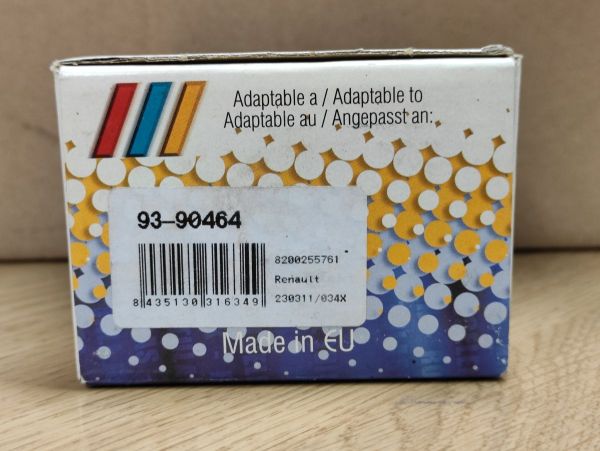 Adaptable a / Adaptable to
Adaptable au / Angepasst an:
93-90464
8200255761
Renault
8 435130 316349
230311/034X
Made in EU